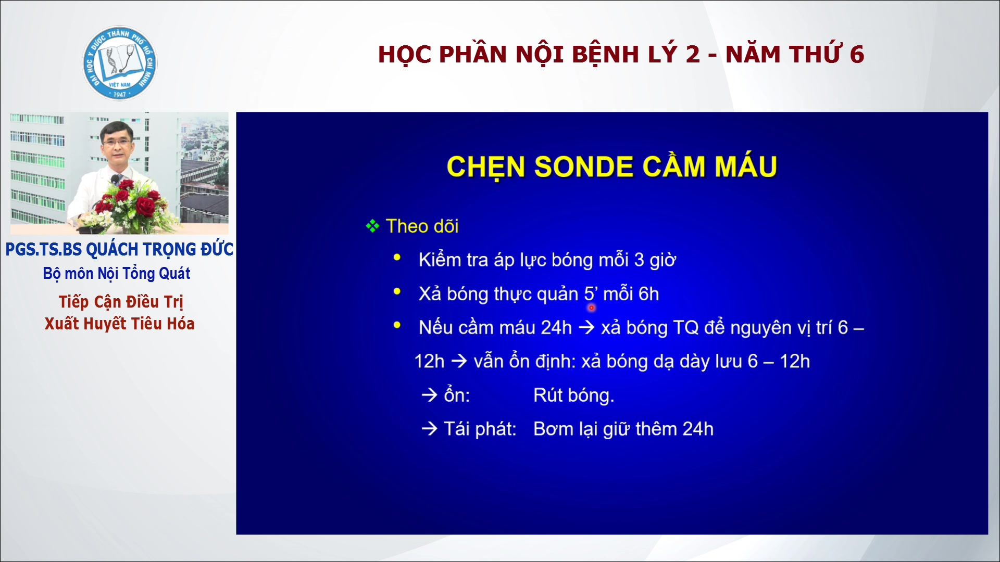 ĐẠI HỌC Y DƯỢC THÀNH PHỐ HỒ CHÍ MINH
VIỆT NAM
1947
HỌC PHẦN NỘI BỆNH LÝ 2 - NĂM THỨ 6
PGS.TS.BS QUÁCH TRỌNG ĐỨC
Bộ môn Nội Tổng Quát
Tiếp Cận Điều Trị
Xuất Huyết Tiêu Hóa
CHẸN SONDE CẦM MÁU
❖ Theo dõi
• Kiểm tra áp lực bóng mỗi 3 giờ
• Xả bóng thực quản 5’ mỗi 6h
• Nếu cầm máu 24h → xả bóng TQ để nguyên vị trí 6 –
12h → vẫn ổn định: xả bóng dạ dày lưu 6 – 12h
→ ổn: Rút bóng.
→ Tái phát: Bơm lại giữ thêm 24h